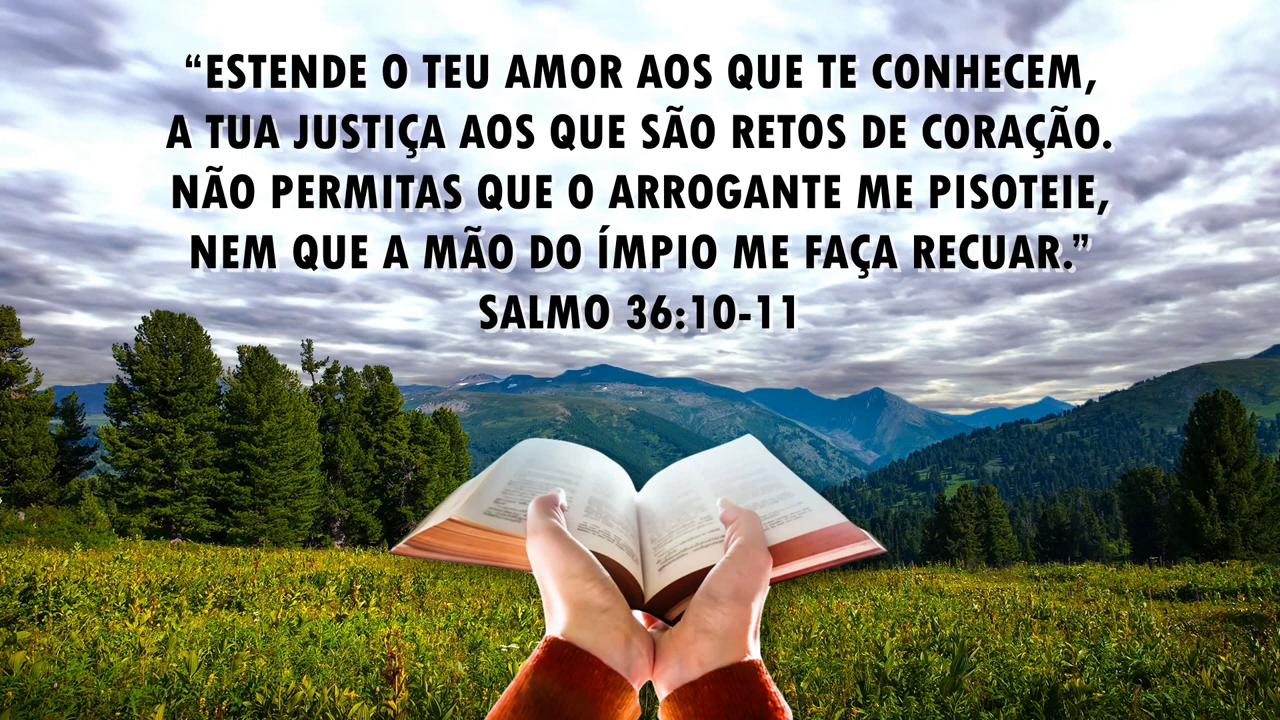 “ESTENDE O TEU AMOR AOS QUE TE CONHECEM,
A TUA JUSTIÇA AOS QUE SÃO RETOS DE CORAÇÃO.
NÃO PERMITAS QUE O ARROGANTE ME PISOTEIE,
NEM QUE A MÃO DO ÍMPIO ME FAÇA RECUAR.”
SALMO 36:10-11